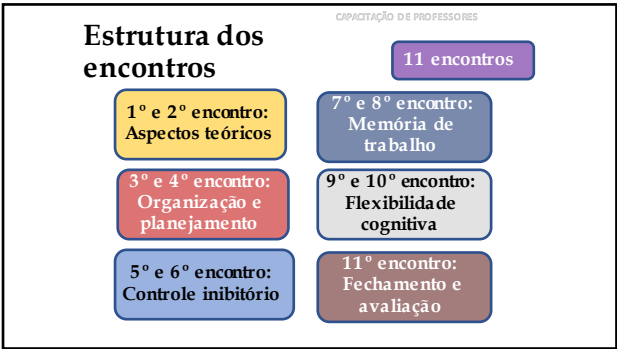 CAPACITAÇÃO DE PROFESSORES
Estrutura dos
encontros
11 encontros
1º e 2º encontro:
Aspectos teóricos
3º e 4º encontro:
Organização e
planejamento
5º e 6º encontro:
Controle inibitório
7º e 8º encontro:
Memória de
trabalho
9º e 10º encontro:
Flexibilidade
cognitiva
11º encontro:
Fechamento e
avaliação